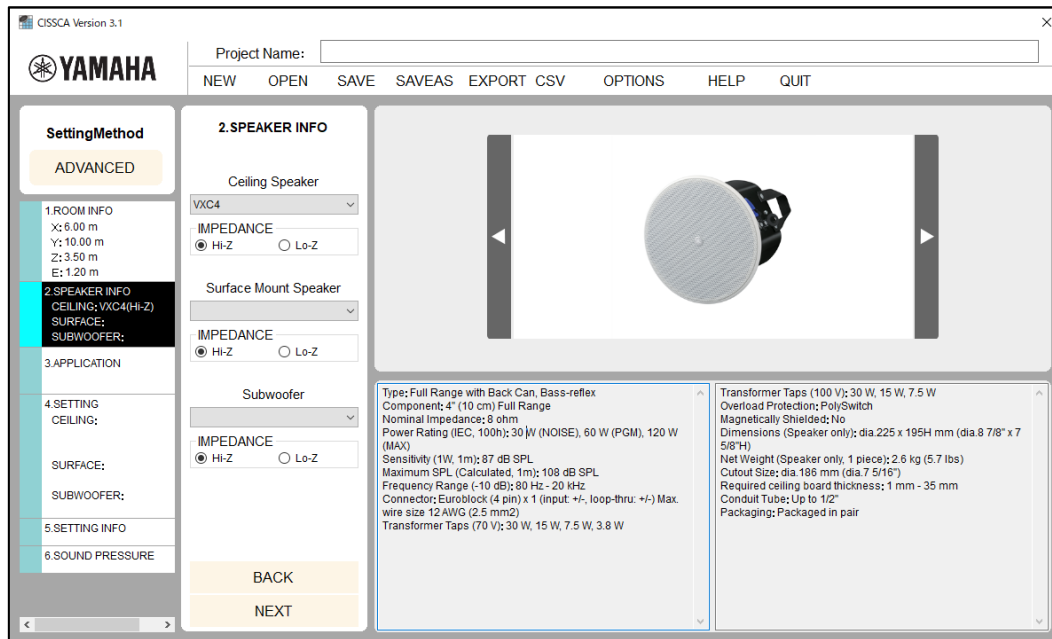 CISSCA Version 3.1
YAMAHA
Project Name:
NEW OPEN SAVE SAVEAS EXPORT CSV OPTIONS HELP QUIT
SettingMethod
ADVANCED
1.ROOM INFO
X: 6.00 m
Y: 10.00 m
Z: 3.50 m
E: 1.20 m
2.SPEAKER INFO
CEILING: VXC4(Hi-Z)
SURFACE:
SUBWOOFER:
3.APPLICATION
4.SETTING
CEILING:
SURFACE:
SUBWOOFER:
5.SETTING INFO
6.SOUND PRESSURE
2.SPEAKER INFO
Ceiling Speaker
VXC4
IMPEDANCE
Hi-Z Lo-Z
Surface Mount Speaker
IMPEDANCE
Hi-Z Lo-Z
Subwoofer
IMPEDANCE
Hi-Z Lo-Z
BACK
NEXT
Type: Full Range with Back Can, Bass-reflex
Component: 4" (10 cm) Full Range
Nominal Impedance: 8 ohm
Power Rating (IEC, 100h): 30 W (NOISE), 60 W (PGM), 120 W
(MAX)
Sensitivity (1W, 1m): 87 dB SPL
Maximum SPL (Calculated, 1m): 108 dB SPL
Frequency Range (-10 dB): 80 Hz - 20 kHz
Connector: Euroblock (4 pin) x 1 (input: +/-, loop-thru: +/-) Max.
wire size 12 AWG (2.5 mm2)
Transformer Taps (70 V): 30 W, 15 W, 7.5 W, 3.8 W
Transformer Taps (100 V): 30 W, 15 W, 7.5 W
Overload Protection: PolySwitch
Magnetically Shielded: No
Dimensions (Speaker only): dia.225 x 195H mm (dia.8 7/8" x 7
5/8"H)
Net Weight (Speaker only, 1 piece): 2.6 kg (5.7 lbs)
Cutout Size: dia.186 mm (dia.7 5/16")
Required ceiling board thickness: 1 mm - 35 mm
Conduit Tube: Up to 1/2"
Packaging: Packaged in pair